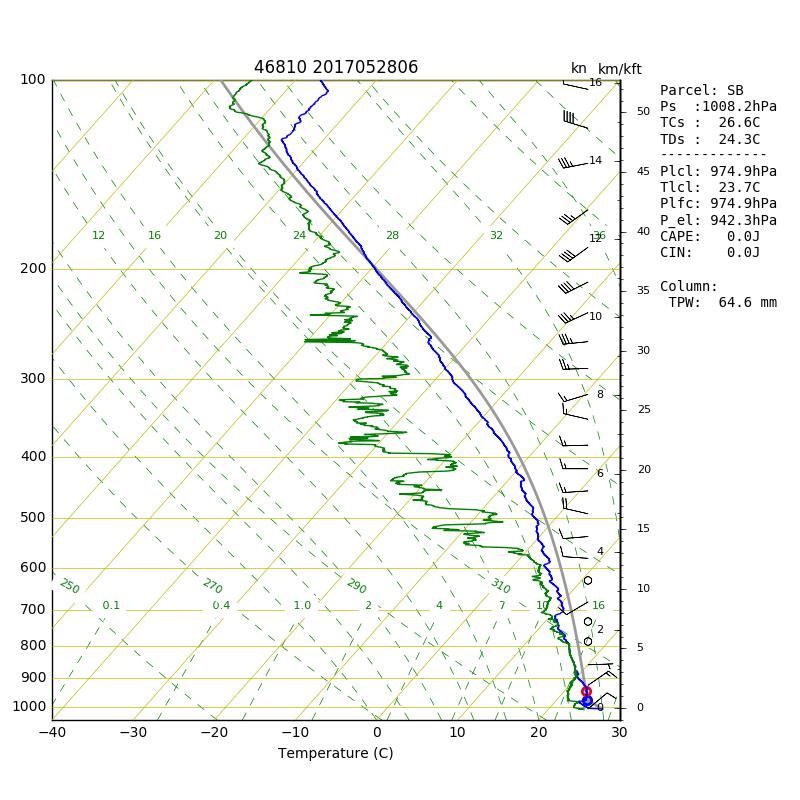 46810 2017052806
kn km/kft
Parcel: SB
Ps  :1008.2hPa
TCs :  26.6C
TDs :  24.3C
-------------
Plcl: 974.9hPa
Tlcl:  23.7C
Plfc: 974.9hPa
P_el: 942.3hPa
CAPE:   0.0J
CIN:    0.0J
Column:
TPW:  64.6 mm
100
200
300
400
500
600
700
800
900
1000
12 16 20 24 28 32 36
250 270 290 310
0.1 0.4 1.0 2 4 7 10 16
16
14
12
10
8
6
4
2
0
50
45
40
35
30
25
20
15
10
5
0
−40 −30 −20 −10 0 10 20 30
Temperature (C)